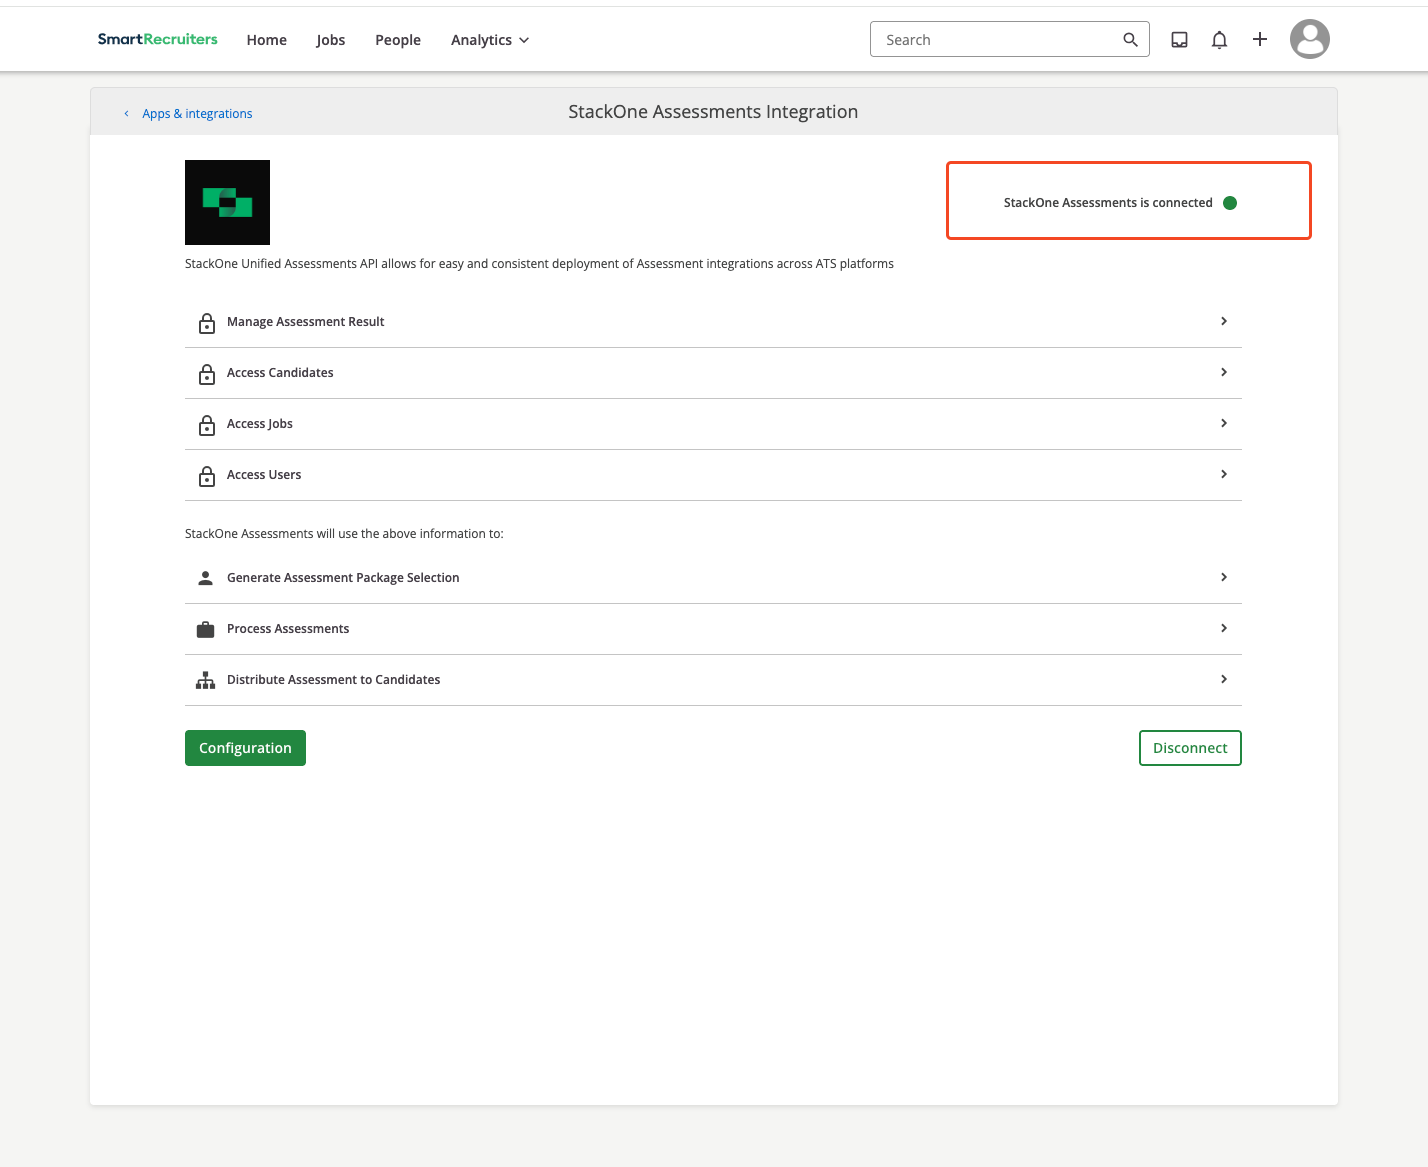 SmartRecruiters Home Jobs People Analytics Search
Apps & integrations
StackOne Assessments Integration
StackOne Assessments is connected
StackOne Unified Assessments API allows for easy and consistent deployment of Assessment integrations across ATS platforms
Manage Assessment Result
Access Candidates
Access Jobs
Access Users
StackOne Assessments will use the above information to:
Generate Assessment Package Selection
Process Assessments
Distribute Assessment to Candidates
Configuration
Disconnect